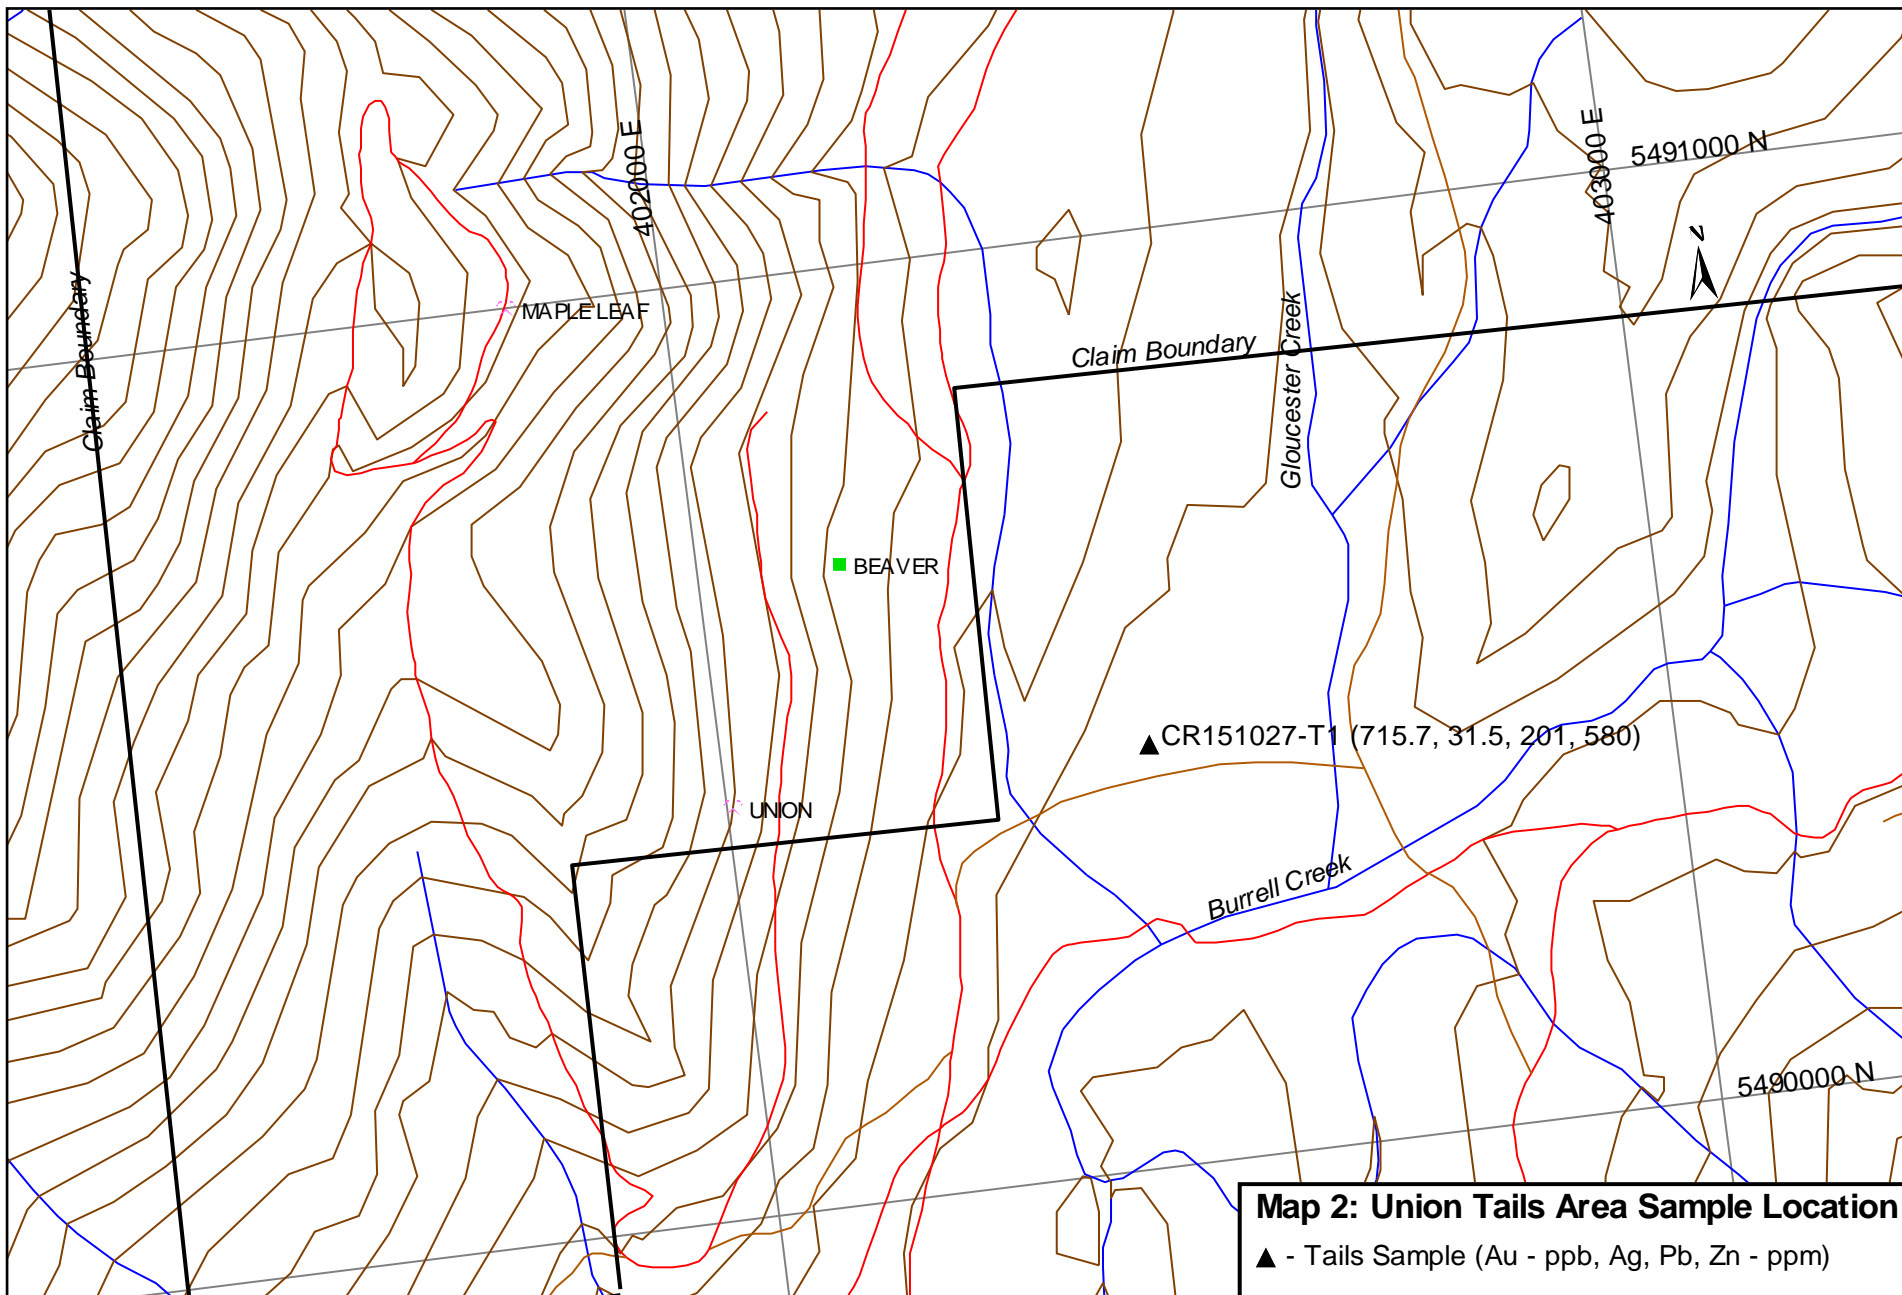 402000 E
403000 E
5491000 N
N
Claim Boundary
MAPLE LEAF
Claim Boundary
Gloucester Creek
BEAVER
CR151027-T1 (715.7, 31.5, 201, 580)
UNION
Burrell Creek
5490000 N
Map 2: Union Tails Area Sample Location
▲ - Tails Sample (Au - ppb, Ag, Pb, Zn - ppm)